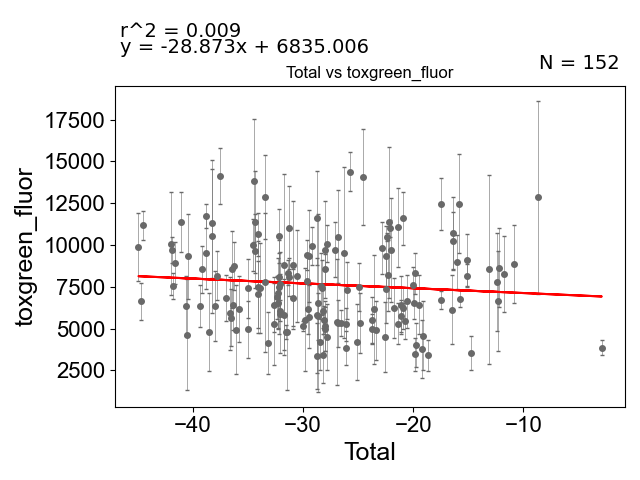 r^2 = 0.009
y = -28.873x + 6835.006
N = 152
Total vs toxgreen_fluor
17500
15000
12500
10000
7500
5000
2500
toxgreen_fluor
−40
−30
−20
−10
Total